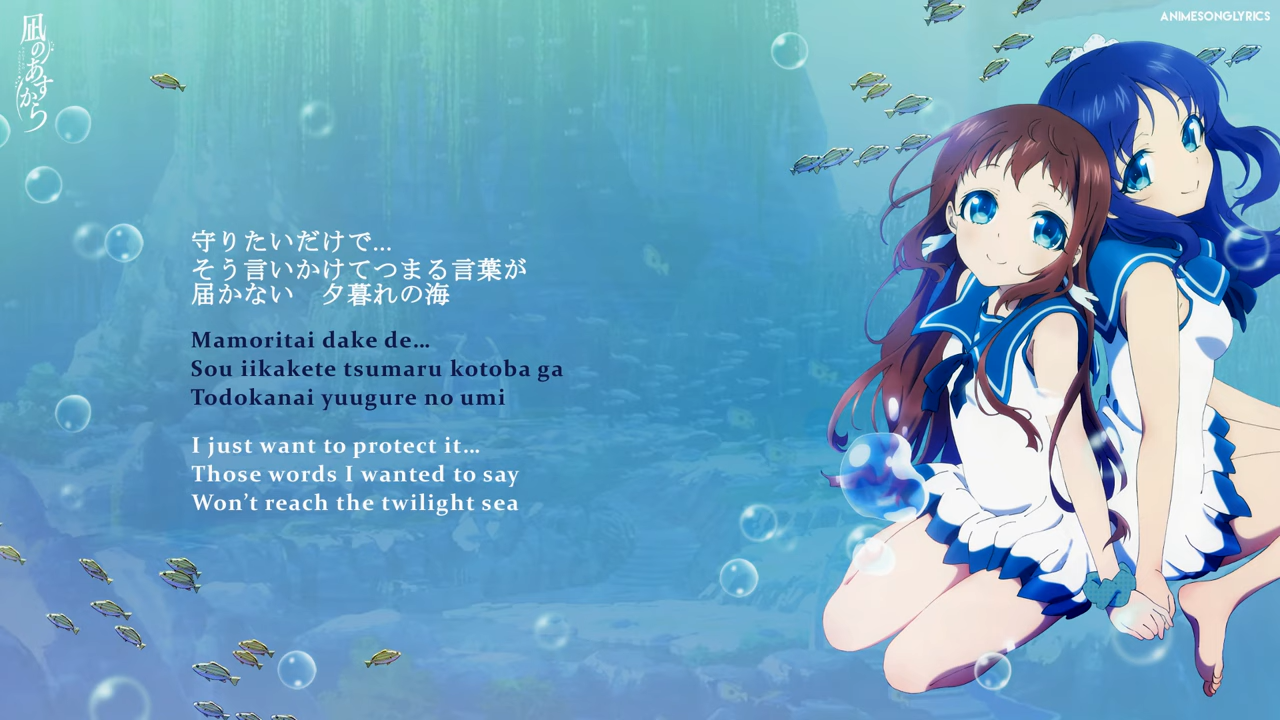 凪のあすから
ANIMESONGLYRICS
守りたいだけで…
そう言いかけてつまる言葉が
届かない　夕暮れの海
Mamoritai dake de...
Sou iikakete tsumaru kotoba ga
Todokanai yuugure no umi
I just want to protect it...
Those words I wanted to say
Won't reach the twilight sea